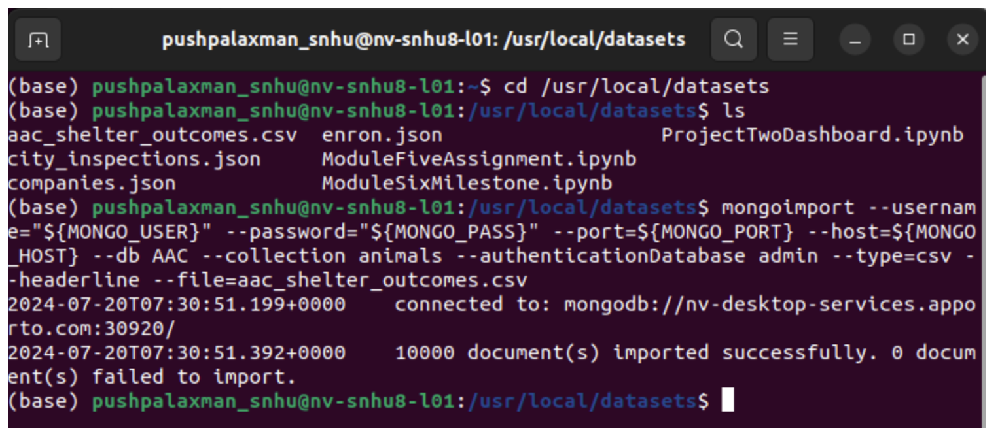 pushpalaxman_snhu@nv-snhu8-l01: /usr/local/datasets
(base) pushpalaxman_snhu@nv-snhu8-l01:~$ cd /usr/local/datasets
(base) pushpalaxman_snhu@nv-snhu8-l01:/usr/local/datasets$ ls
aac_shelter_outcomes.csv  enron.json                ProjectTwoDashboard.ipynb
city_inspections.json     ModuleFiveAssignment.ipynb
companies.json            ModuleSixMilestone.ipynb
(base) pushpalaxman_snhu@nv-snhu8-l01:/usr/local/datasets$ mongoimport --usernam
e="${MONGO_USER}" --password="${MONGO_PASS}" --port=${MONGO_PORT} --host=${MONGO
_HOST} --db AAC --collection animals --authenticationDatabase admin --type=csv -
-headerline --file=aac_shelter_outcomes.csv
2024-07-20T07:30:51.199+0000    connected to: mongodb://nv-desktop-services.appo
rto.com:30920/
2024-07-20T07:30:51.392+0000    10000 document(s) imported successfully. 0 docum
ent(s) failed to import.
(base) pushpalaxman_snhu@nv-snhu8-l01:/usr/local/datasets$